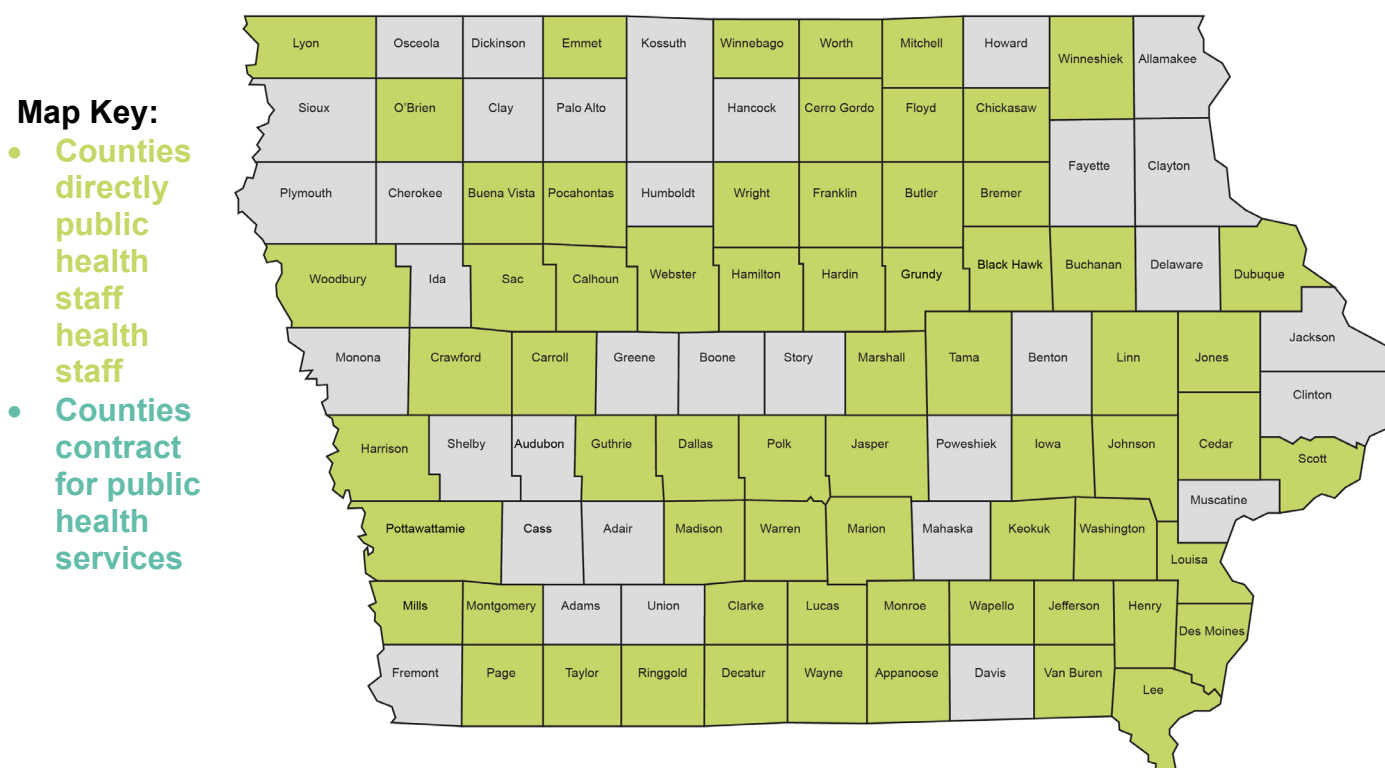 Map Key:
• Counties
directly
public
health
staff
health
staff
• Counties
contract
for public
health
services
Lyon
Osceola
Dickinson
Emmet
Kossuth
Winnebago
Worth
Mitchell
Howard
Winneshiek
Allamakee
Sioux
O'Brien
Clay
Palo Alto
Hancock
Cerro Gordo
Floyd
Chickasaw
Fayette
Clayton
Plymouth
Cherokee
Buena Vista
Pocahontas
Humboldt
Wright
Franklin
Butler
Bremer
Woodbury
Ida
Sac
Calhoun
Webster
Hamilton
Hardin
Grundy
Black Hawk
Buchanan
Delaware
Dubuque
Monona
Crawford
Carroll
Greene
Boone
Story
Marshall
Tama
Benton
Linn
Jones
Jackson
Clinton
Harrison
Shelby
Audubon
Guthrie
Dallas
Polk
Jasper
Poweshiek
Iowa
Johnson
Cedar
Scott
Muscatine
Pottawattamie
Cass
Adair
Madison
Warren
Marion
Mahaska
Keokuk
Washington
Louisa
Mills
Montgomery
Adams
Union
Clarke
Lucas
Monroe
Wapello
Jefferson
Henry
Des Moines
Fremont
Page
Taylor
Ringgold
Decatur
Wayne
Appanoose
Davis
Van Buren
Lee